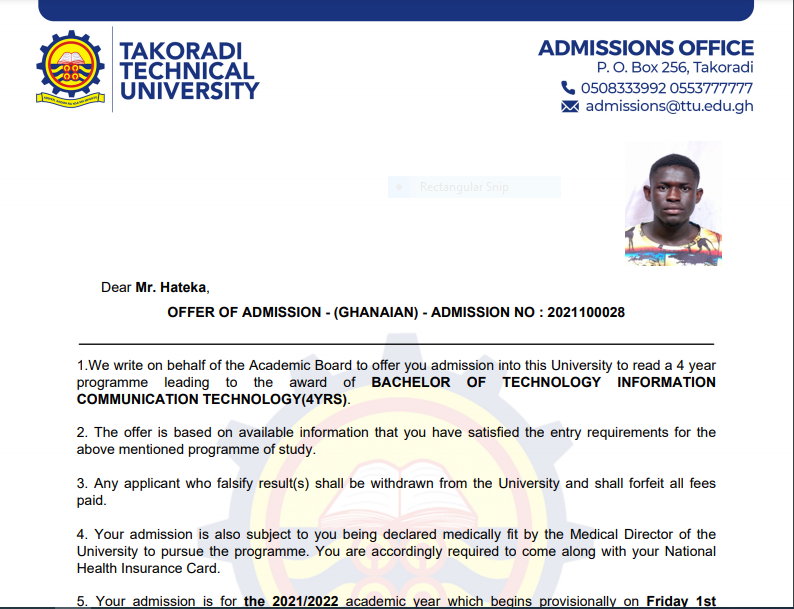 TAKORADI
TECHNICAL
UNIVERSITY
ADMISSIONS OFFICE
P. O. Box 256, Takoradi
0508333992 0553777777
admissions@ttu.edu.gh
Rectangular Snip
Dear Mr. Hateka,
OFFER OF ADMISSION - (GHANAIAN) - ADMISSION NO : 2021100028
1.We write on behalf of the Academic Board to offer you admission into this University to read a 4 year
programme leading to the award of BACHELOR OF TECHNOLOGY INFORMATION
COMMUNICATION TECHNOLOGY(4YRS).
2. The offer is based on available information that you have satisfied the entry requirements for the
above mentioned programme of study.
3. Any applicant who falsify result(s) shall be withdrawn from the University and shall forfeit all fees
paid.
4. Your admission is also subject to you being declared medically fit by the Medical Director of the
University to pursue the programme. You are accordingly required to come along with your National
Health Insurance Card.
5. Your admission is for the 2021/2022 academic year which begins provisionally on Friday 1st